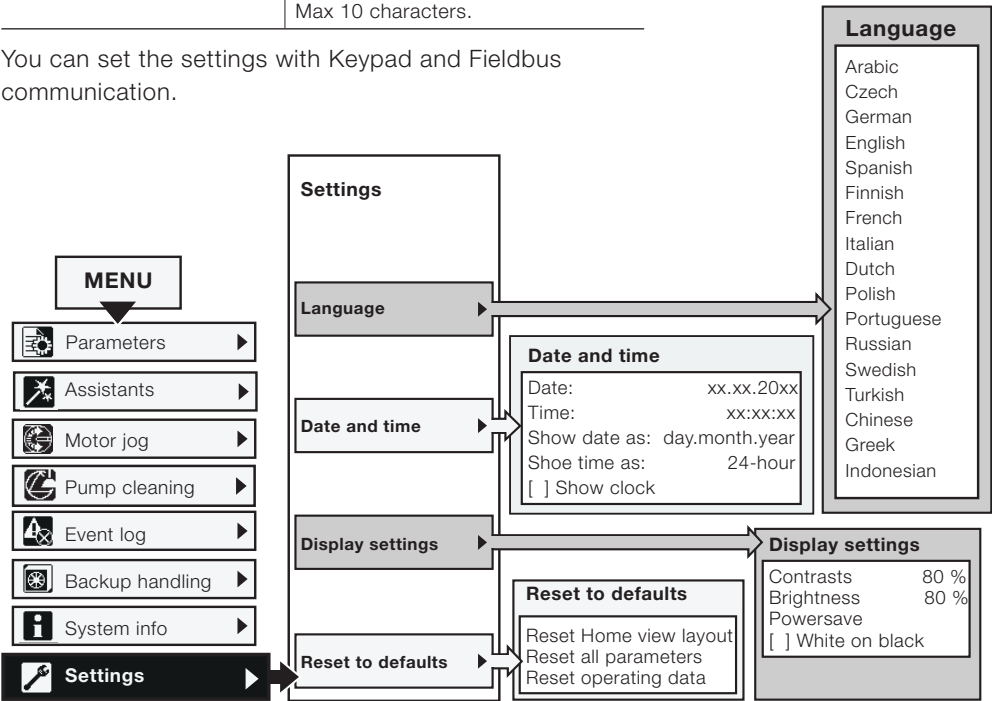 Max 10 characters.
You can set the settings with Keypad and Fieldbus
communication.
MENU
Parameters
Assistants
Motor jog
Pump cleaning
Event log
Backup handling
System info
Settings
Settings
Language
Date and time
Display settings
Reset to defaults
Language
Arabic
Czech
German
English
Spanish
Finnish
French
Italian
Dutch
Polish
Portuguese
Russian
Swedish
Turkish
Chinese
Greek
Indonesian
Date and time
Date: xx.xx.20xx
Time: xx:xx:xx
Show date as: day.month.year
Shoe time as: 24-hour
[ ] Show clock
Display settings
Contrasts 80 %
Brightness 80 %
Powersave
[ ] White on black
Reset to defaults
Reset Home view layout
Reset all parameters
Reset operating data